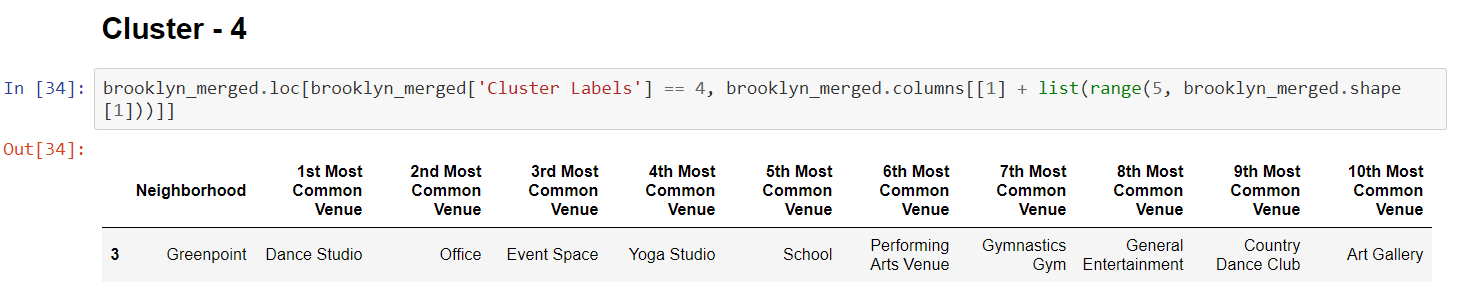 Cluster - 4
In [34]: brooklyn_merged.loc[brooklyn_merged['Cluster Labels'] == 4, brooklyn_merged.columns[[1] + list(range(5, brooklyn_merged.shape
[1]))]]
Out[34]:
Neighborhood 1st Most Common Venue 2nd Most Common Venue 3rd Most Common Venue 4th Most Common Venue 5th Most Common Venue 6th Most Common Venue 7th Most Common Venue 8th Most Common Venue 9th Most Common Venue 10th Most Common Venue
3 Greenpoint Dance Studio Office Event Space Yoga Studio School Performing Arts Venue Gymnastics Gym General Entertainment Country Dance Club Art Gallery